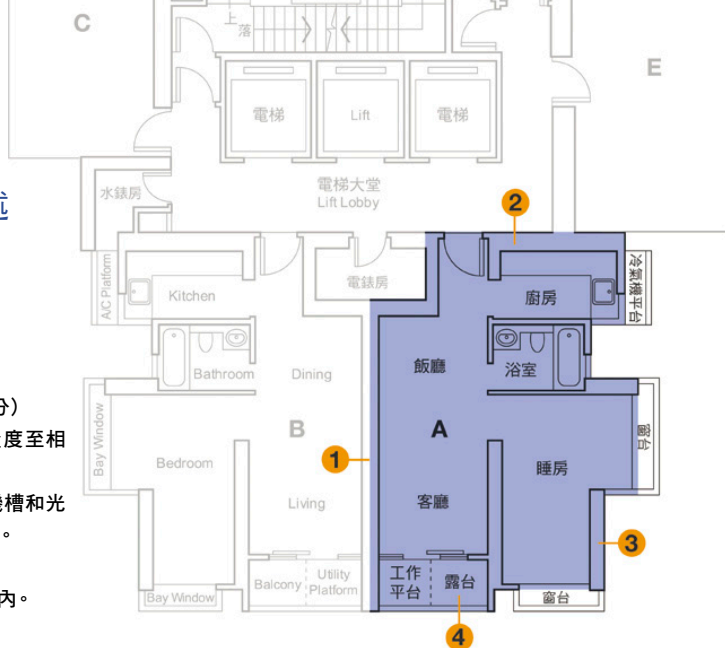 C
上
落
E
電梯
Lift
電梯
電梯大堂
Lift Lobby
水錶房
2
述
電錶房
A/C Platform
Kitchen
廚房
冷氣機平台
Bathroom
Dining
飯廳
浴室
分)
度至相
Bay Window
B
A
窗台
1
Bedroom
睡房
機槽和光
Living
客廳
。
3
Balcony
Utility
Platform
工作
平台
露台
內。
Bay Window
窗台
4